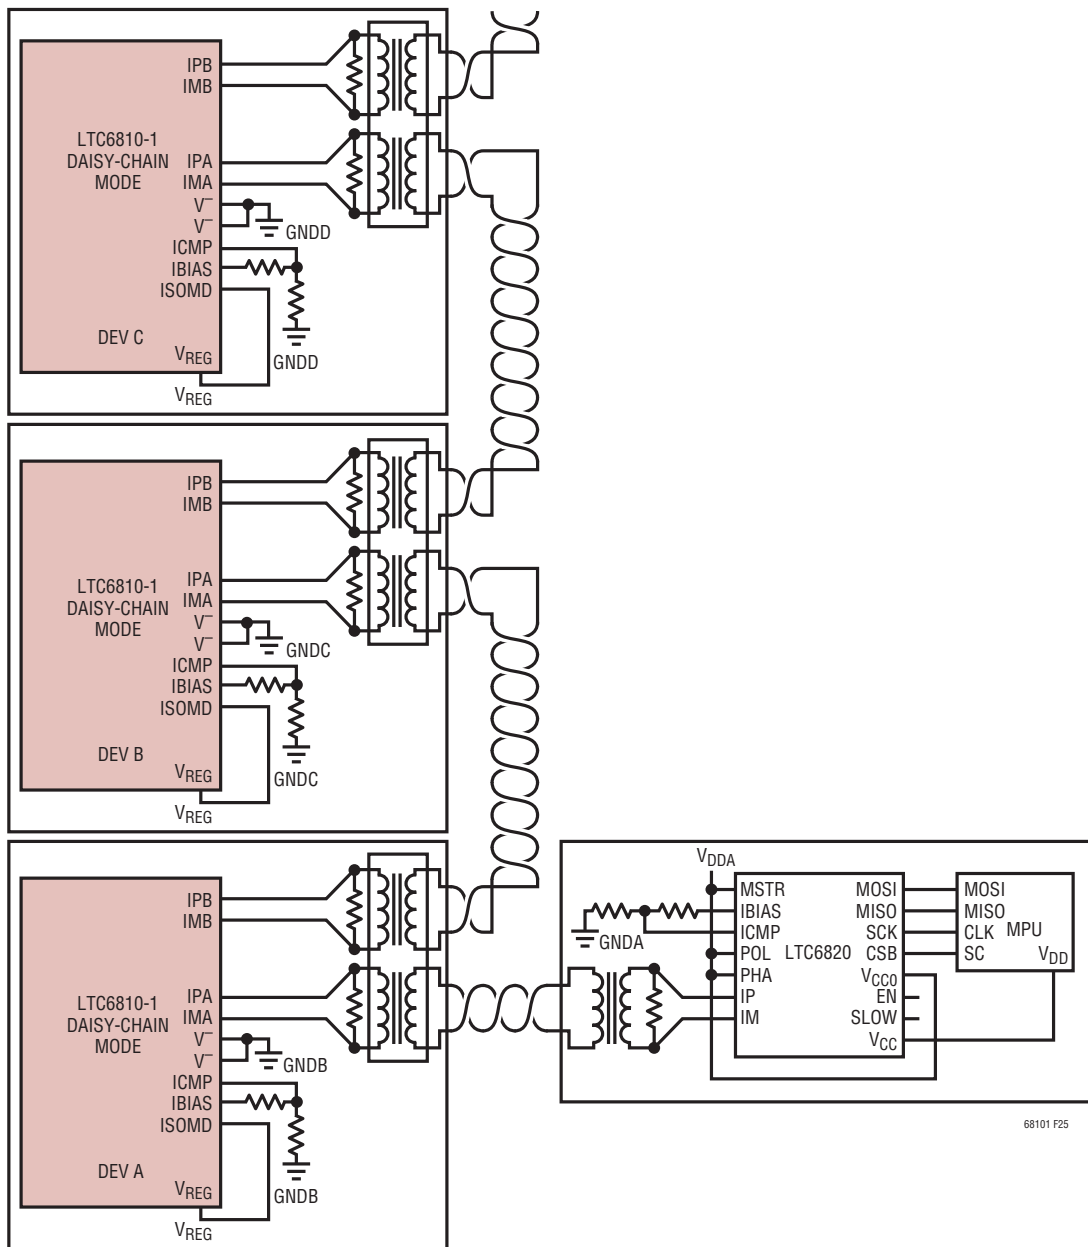 IPB
IMB
LTC6810-1
DAISY-CHAIN
MODE
IPA
IMA
V–
V–
GNDD
ICMP
IBIAS
ISOMD
DEV C
GNDD
VREG
VREG
IPB
IMB
LTC6810-1
DAISY-CHAIN
MODE
IPA
IMA
V–
V–
GNDC
ICMP
IBIAS
ISOMD
DEV B
GNDC
VREG
VREG
IPB
IMB
LTC6810-1
DAISY-CHAIN
MODE
IPA
IMA
V–
V–
GNDB
ICMP
IBIAS
ISOMD
DEV A
GNDB
VREG
VREG
VDDA
MSTR
IBIAS
ICMP
GNDA
POL
PHA
IP
IM
LTC6820
MOSI
MISO
SCK
CSB
VCCO
EN
SLOW
VCC
MOSI
MISO
CLK
SC
MPU
VDD
68101 F25